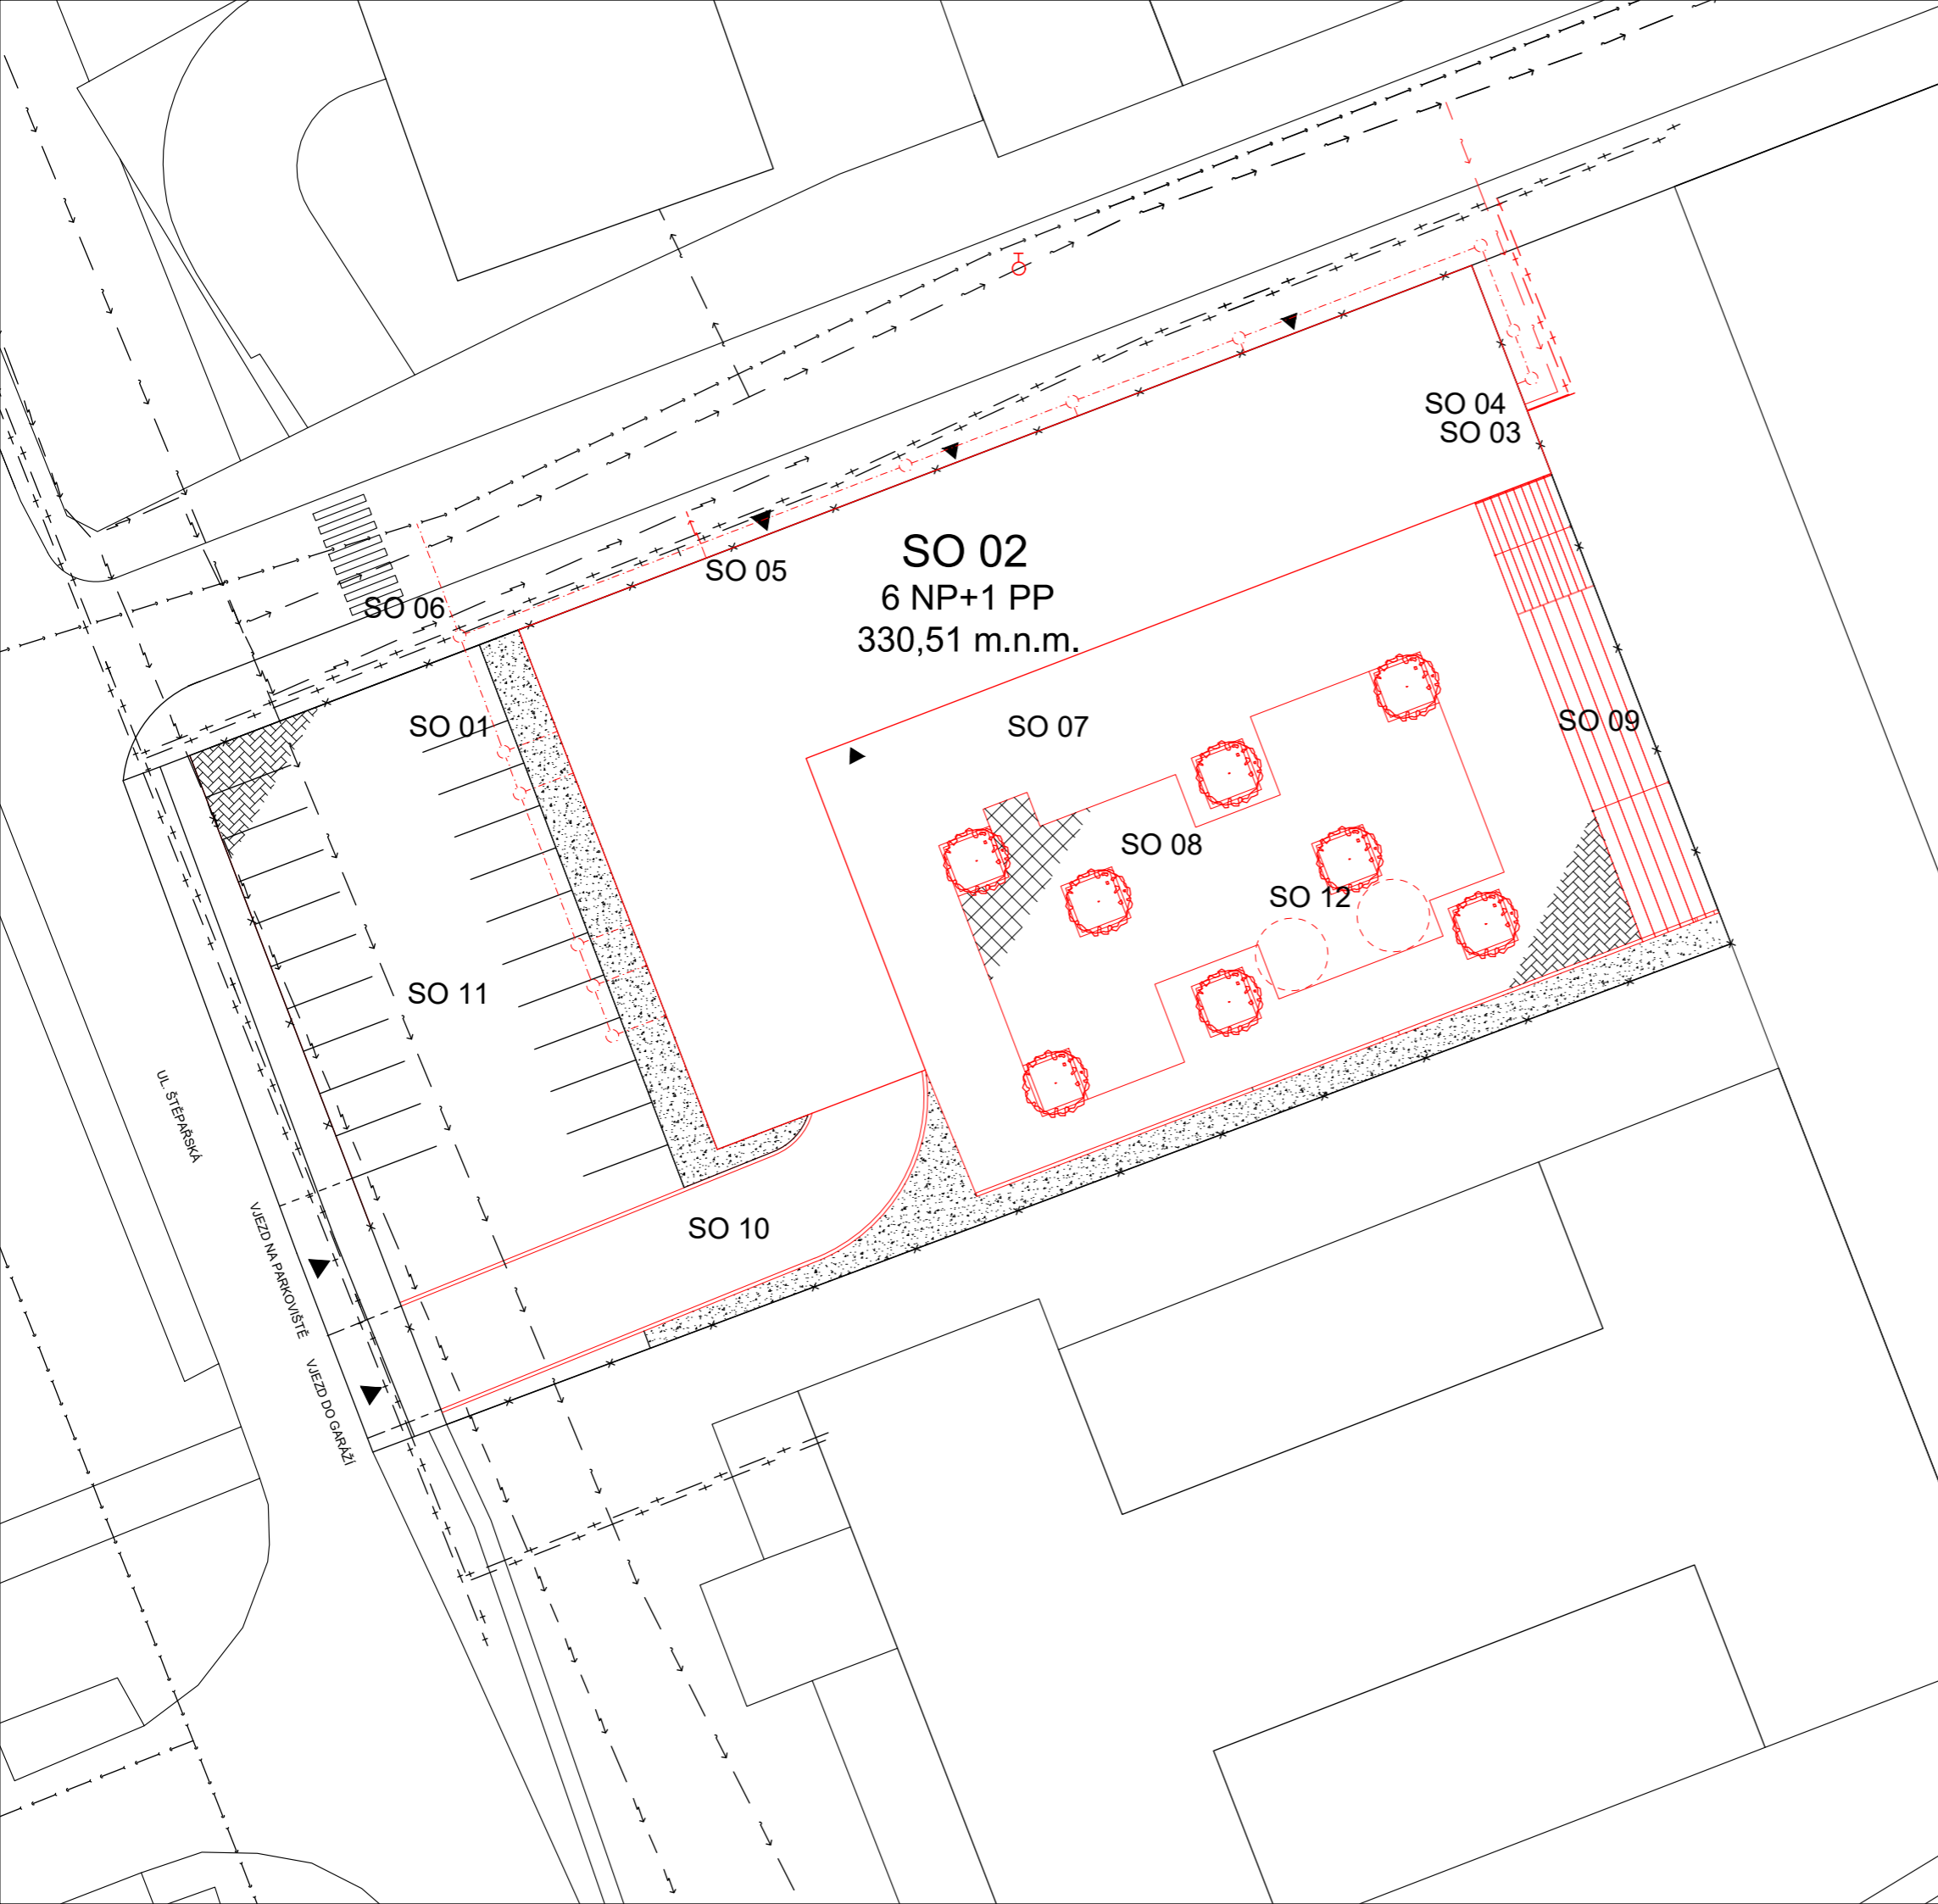 SO 04
SO 03
SO 02
6 NP+1 PP
330,51 m.n.m.
SO 05
SO 06
SO 01
SO 07
SO 09
SO 08
SO 12
SO 11
UL. ŠTĚPAŘSKÁ
SO 10
VJEZD NA PARKOVIŠTĚ
VJEZD DO GARÁŽÍ